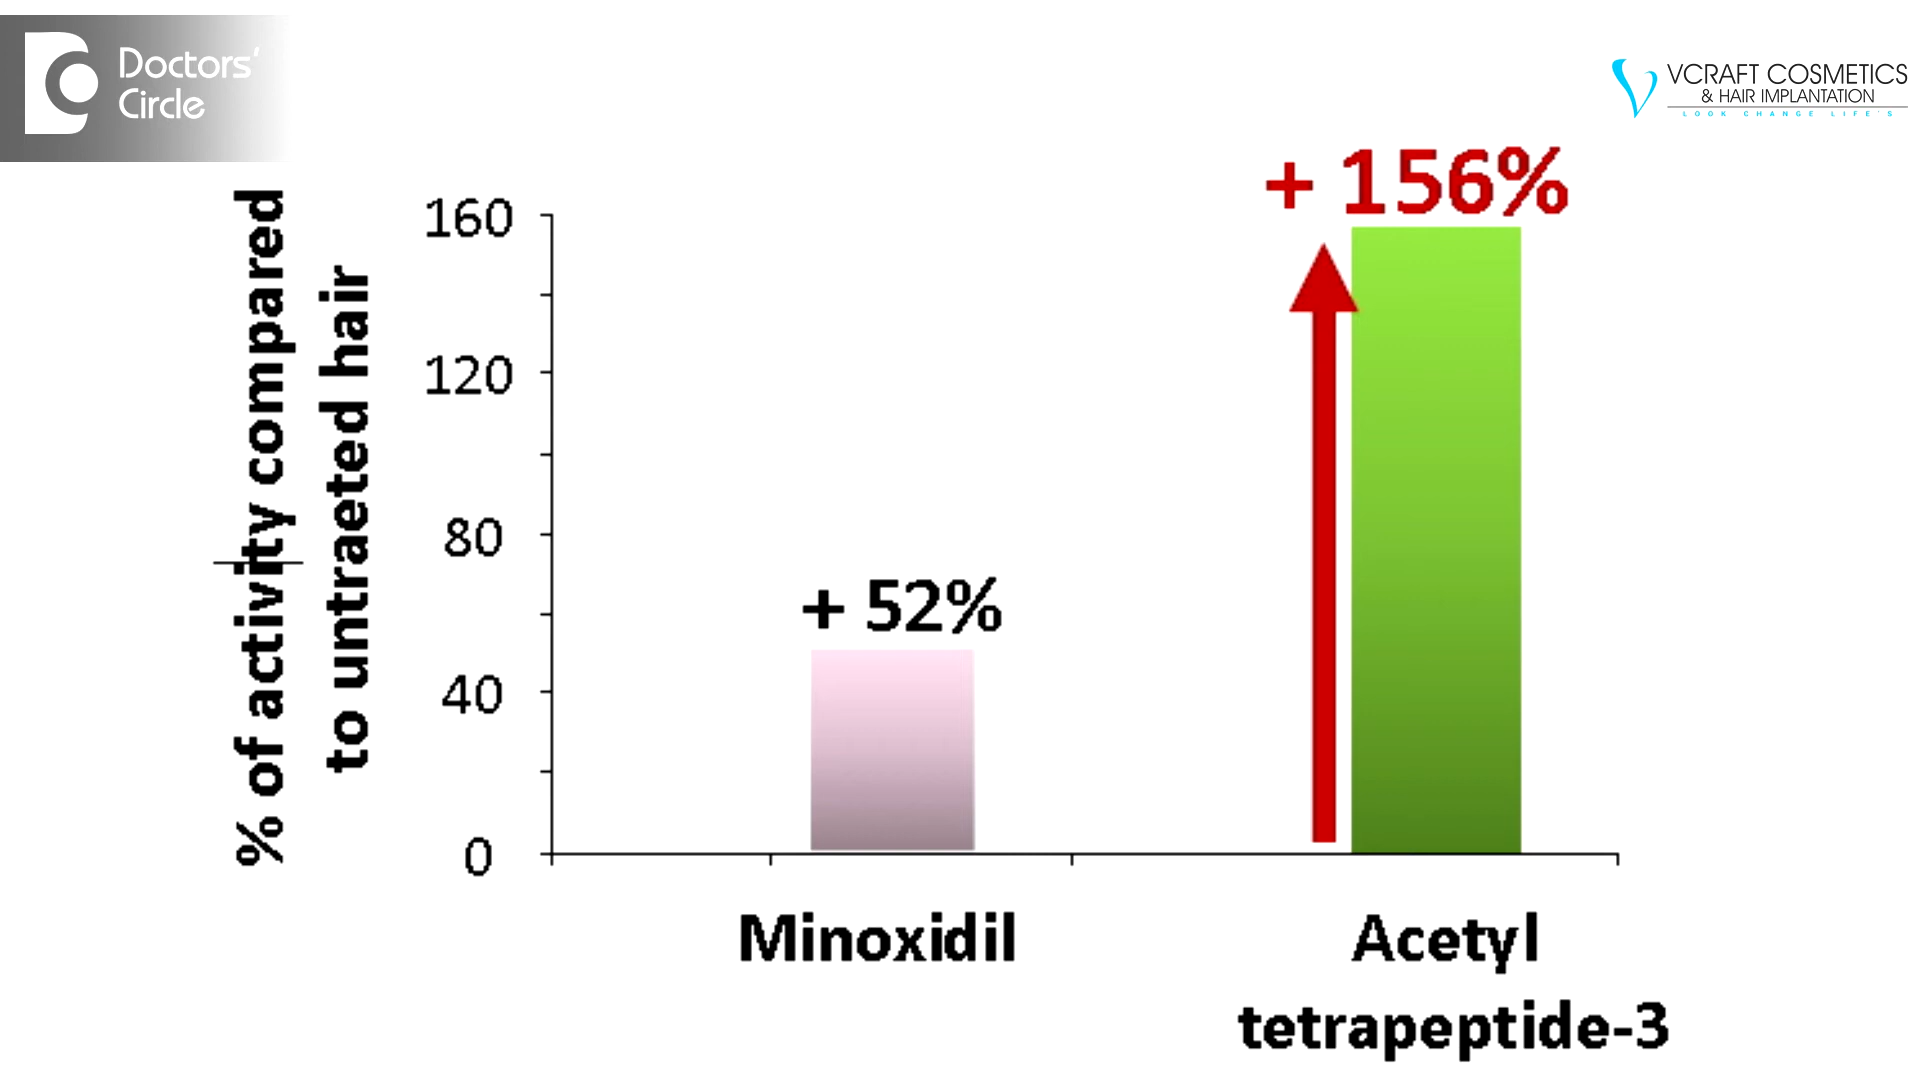 Doctors'
Circle
VCRAFT COSMETICS
& HAIR IMPLANTATION
LOOK CHANGE LIFE'S
% of activity compared
to untraeted hair
160
120
80
40
0
+ 52%
+ 156%
Minoxidil
Acetyl
tetrapeptide-3